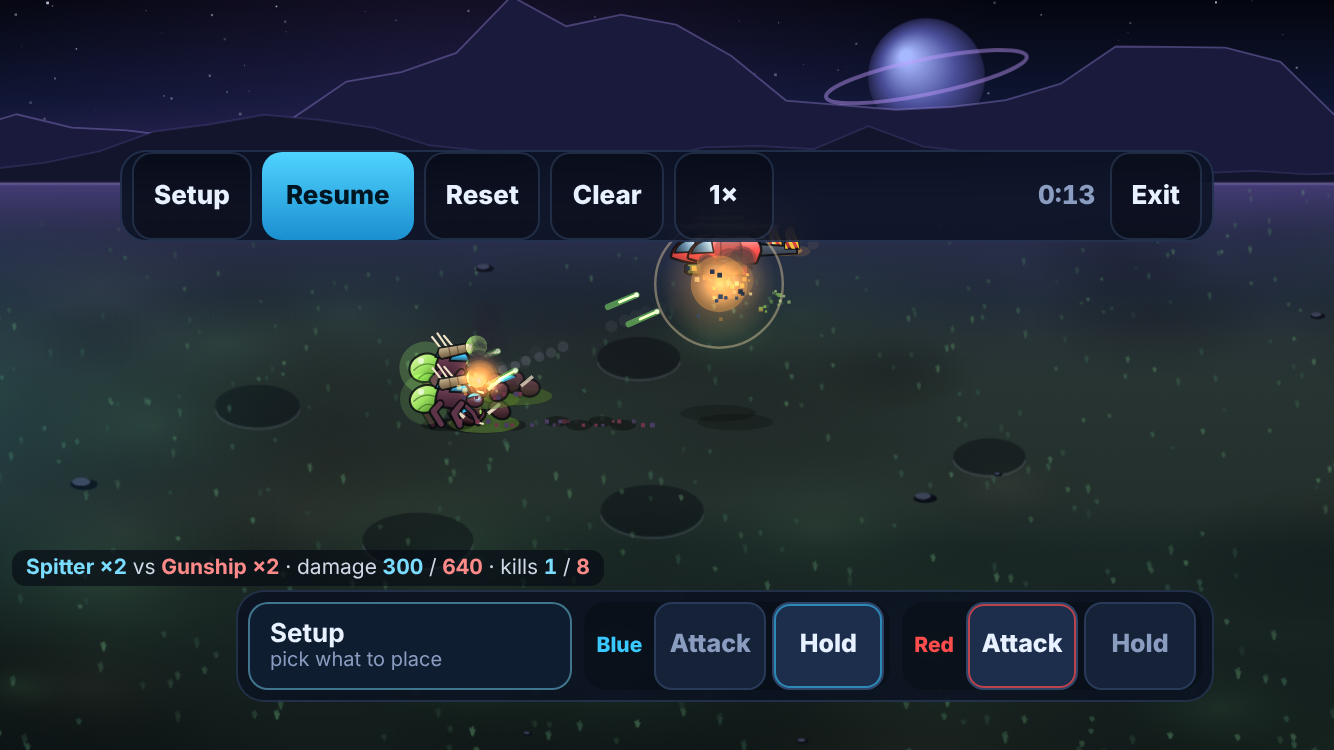 Setup Resume Reset Clear 1× 0:13 Exit
Spitter ×2 vs Gunship ×2 · damage 300 / 640 · kills 1 / 8
Setup
pick what to place
Blue Attack Hold Red Attack Hold